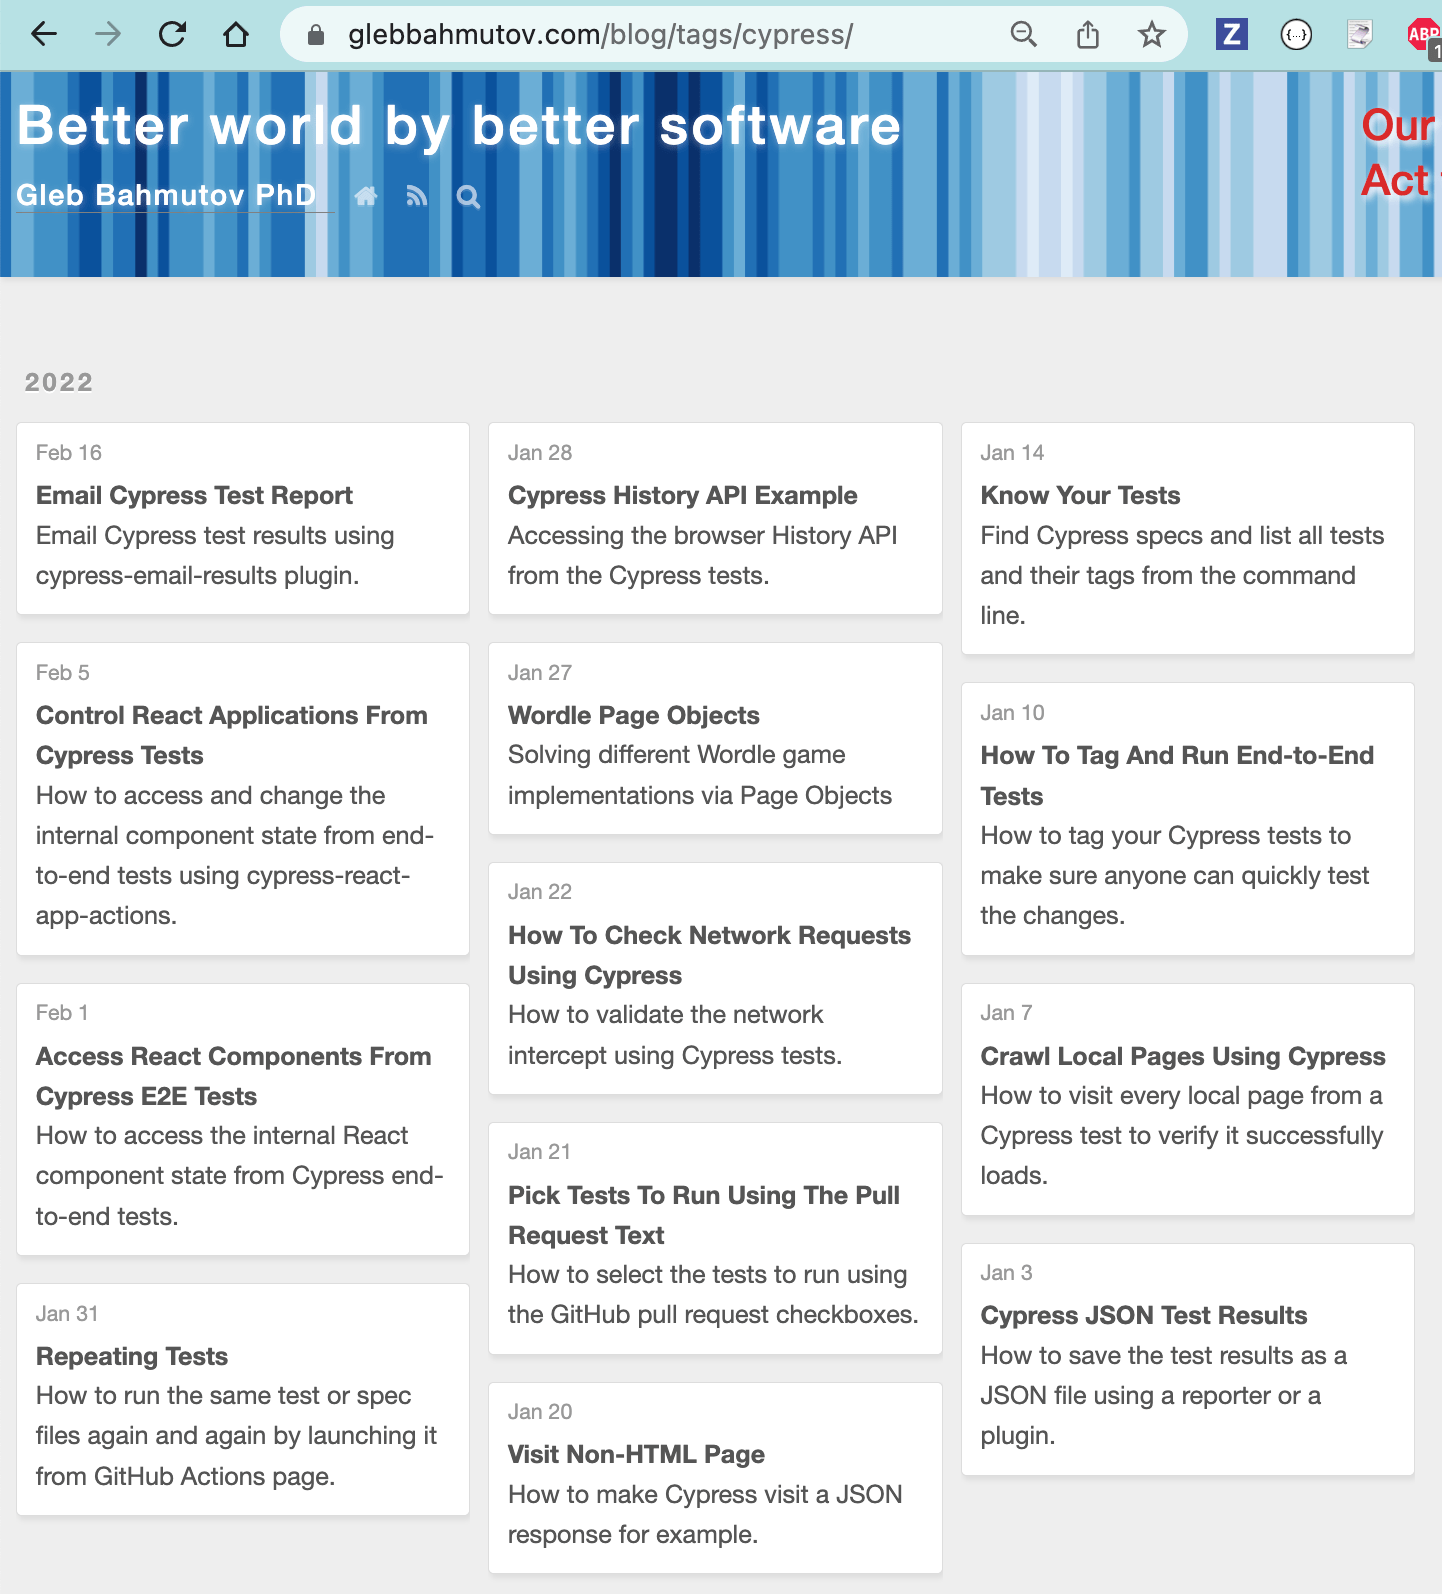 glebbahmutov.com/blog/tags/cypress/
Z
{...}
ABP
1
Better world by better software
Our
Act
Gleb Bahmutov PhD
2022
Feb 16
Email Cypress Test Report
Email Cypress test results using
cypress-email-results plugin.
Feb 5
Control React Applications From
Cypress Tests
How to access and change the
internal component state from end-
to-end tests using cypress-react-
app-actions.
Feb 1
Access React Components From
Cypress E2E Tests
How to access the internal React
component state from Cypress end-
to-end tests.
Jan 31
Repeating Tests
How to run the same test or spec
files again and again by launching it
from GitHub Actions page.
Jan 28
Cypress History API Example
Accessing the browser History API
from the Cypress tests.
Jan 27
Wordle Page Objects
Solving different Wordle game
implementations via Page Objects
Jan 22
How To Check Network Requests
Using Cypress
How to validate the network
intercept using Cypress tests.
Jan 21
Pick Tests To Run Using The Pull
Request Text
How to select the tests to run using
the GitHub pull request checkboxes.
Jan 20
Visit Non-HTML Page
How to make Cypress visit a JSON
response for example.
Jan 14
Know Your Tests
Find Cypress specs and list all tests
and their tags from the command
line.
Jan 10
How To Tag And Run End-to-End
Tests
How to tag your Cypress tests to
make sure anyone can quickly test
the changes.
Jan 7
Crawl Local Pages Using Cypress
How to visit every local page from a
Cypress test to verify it successfully
loads.
Jan 3
Cypress JSON Test Results
How to save the test results as a
JSON file using a reporter or a
plugin.